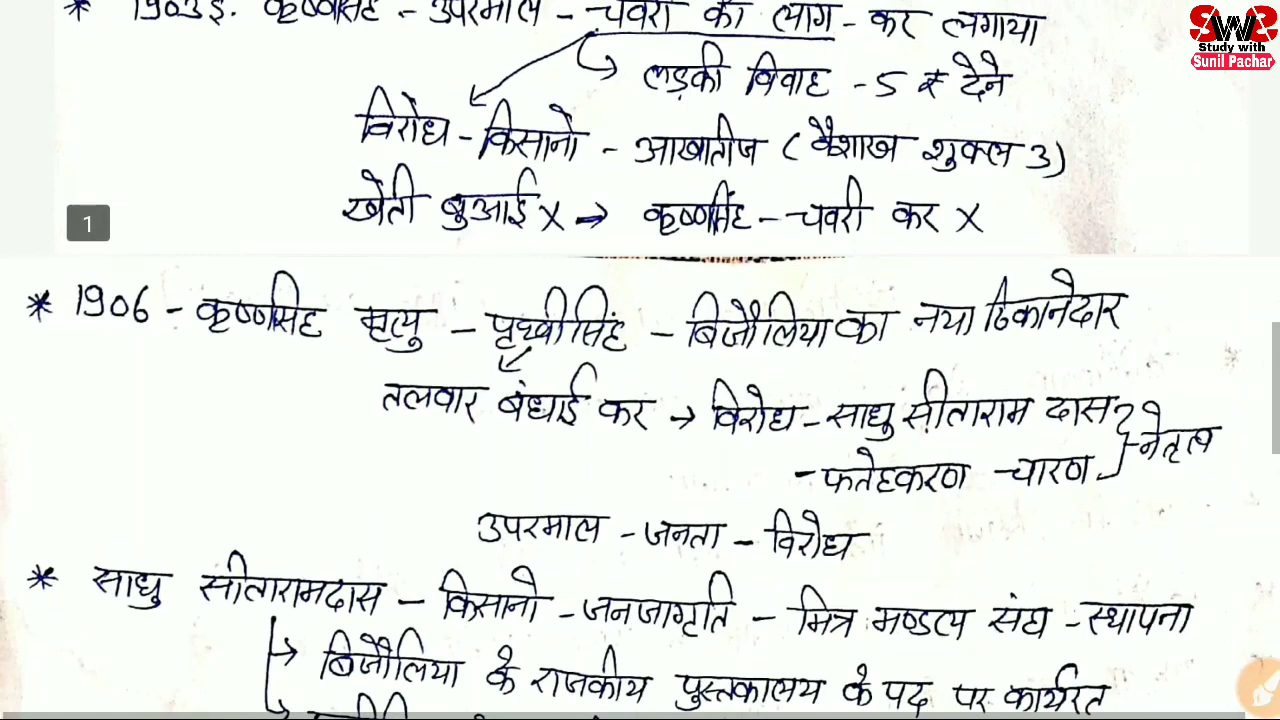 * 1903ई. कृष्णसिंह - उपरमाल - चवरी की लाग - कर लगाया
लड़की विवाह - 5 ₹ देने
विरोध - किसानो - आखातीज ( वैशाख शुक्ल 3)
खेती बुआई X → कृष्णसिंह - चवरी कर X
1
* 1906 - कृष्णसिंह मृत्यु - पृथ्वीसिंह - बिजौलिया का नया ठिकानेदार
तलवार बंधाई कर → विरोध - साधु सीताराम दास
- फतेहकरण चारण
नेतृत्व
उपरमाल - जनता - विरोध
* साधु सीतारामदास - किसानो - जनजागृति - मित्र मण्डल संघ - स्थापना
→ बिजौलिया के राजकीय पुस्तकालय के पद पर कार्यरत
SWS
Study with
Sunil Pachar